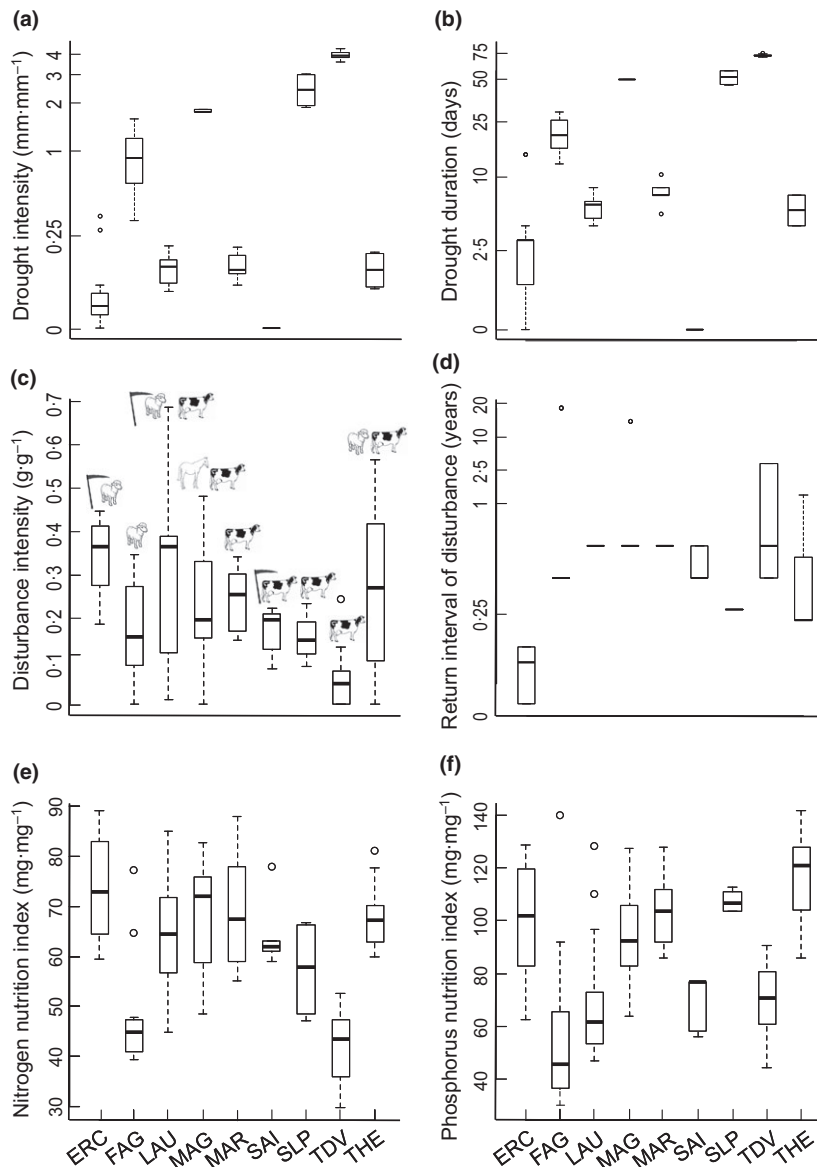 (a)
Drought intensity (mm·mm⁻¹)
4
3
2
1
0·25
0
(b)
Drought duration (days)
75
50
25
10
2·5
0
(c)
Disturbance intensity (g·g⁻¹)
0·7
0·6
0·5
0·4
0·3
0·2
0·1
0
(d)
Return interval of disturbance (years)
20
10
2·5
1
0·25
0
(e)
Nitrogen nutrition index (mg·mg⁻¹)
90
80
70
60
50
40
30
ERC FAG LAU MAG MAR SAI SLP TDV THE
(f)
Phosphorus nutrition index (mg·mg⁻¹)
140
120
100
80
60
40
ERC FAG LAU MAG MAR SAI SLP TDV THE